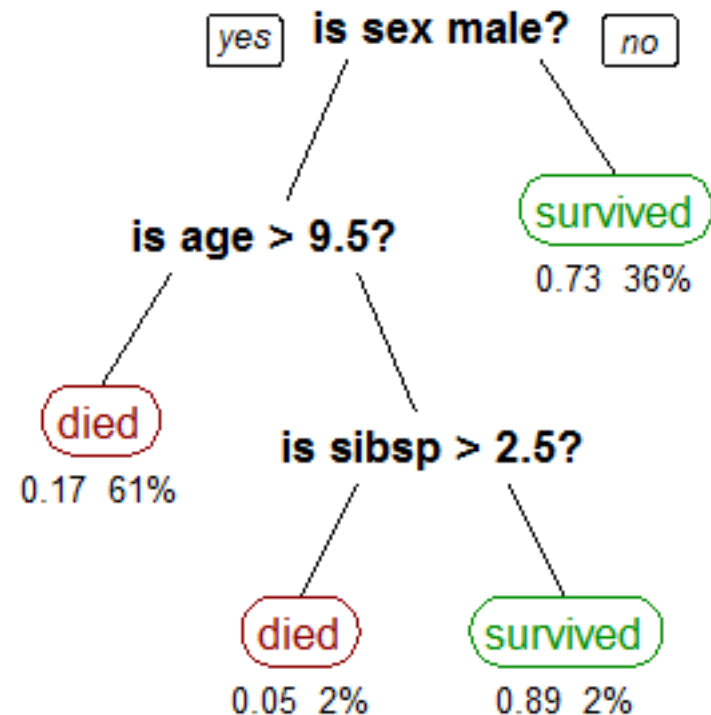 yes is sex male? no
survived
is age > 9.5?
0.73 36%
died
is sibsp > 2.5?
0.17 61%
died survived
0.05 2% 0.89 2%